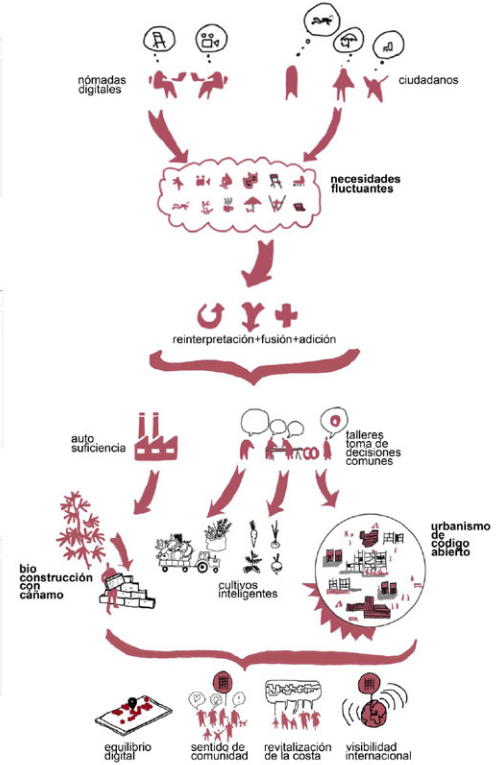 nómadas
digitales
ciudadanos
necesidades
fluctuantes
reinterpretación+fusión+adición
auto
suficiencia
talleres
toma de
decisiones
comunes
urbanismo
de
código
abierto
bio
construcción
con
cáñamo
cultivos
inteligentes
equilibrio
digital
sentido de
comunidad
revitalización
de la costa
visibilidad
internacional